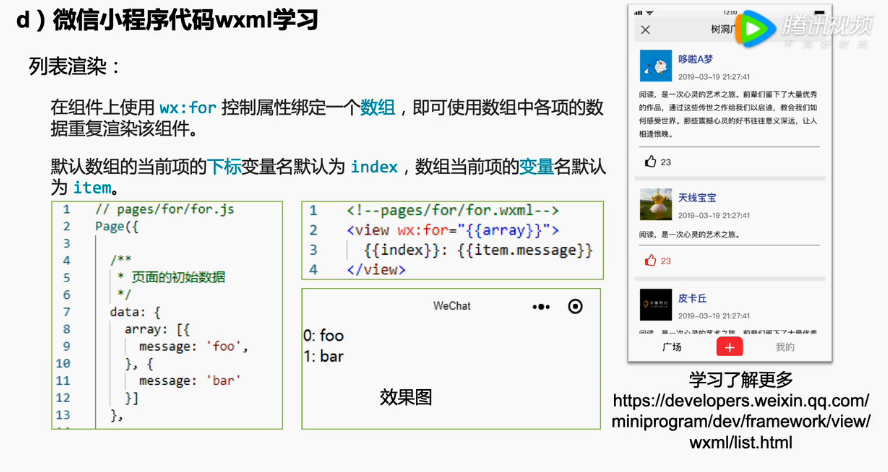 d）微信小程序代码wxml学习
列表渲染：
在组件上使用 wx:for 控制属性绑定一个数组，即可使用数组中各项的数
据重复渲染该组件。
默认数组的当前项的下标变量名默认为 index，数组当前项的变量名默认
为 item。
1 // pages/for/for.js
2 Page({
3
4 /**
5 * 页面的初始数据
6 */
7 data: {
8 array: [{
9 message: 'foo',
10 }, {
11 message: 'bar'
12 }]
13 },
1 <!--pages/for/for.wxml-->
2 <view wx:for="{{array}}">
3 {{index}}: {{item.message}}
4 </view>
WeChat
0: foo
1: bar
效果图
12:00
树洞广
腾讯视频
哆啦A梦
2019-03-19 21:27:41
阅读，是一次心灵的艺术之旅。前辈们留下了大量优秀
的作品，通过这些传世之作给我们以启迪，教会我们如
何感受世界。那些震撼心灵的好书往往意义深远，让人
相逢恨晚。
23
天线宝宝
2019-03-19 21:27:41
阅读，是一次心灵的艺术之旅。
23
皮卡丘
2019-03-19 21:27:41
阅读，是一次心灵的艺术之旅。前辈们留下了大量优秀
广场
+
我的
学习了解更多
https://developers.weixin.qq.com/
miniprogram/dev/framework/view/
wxml/list.html